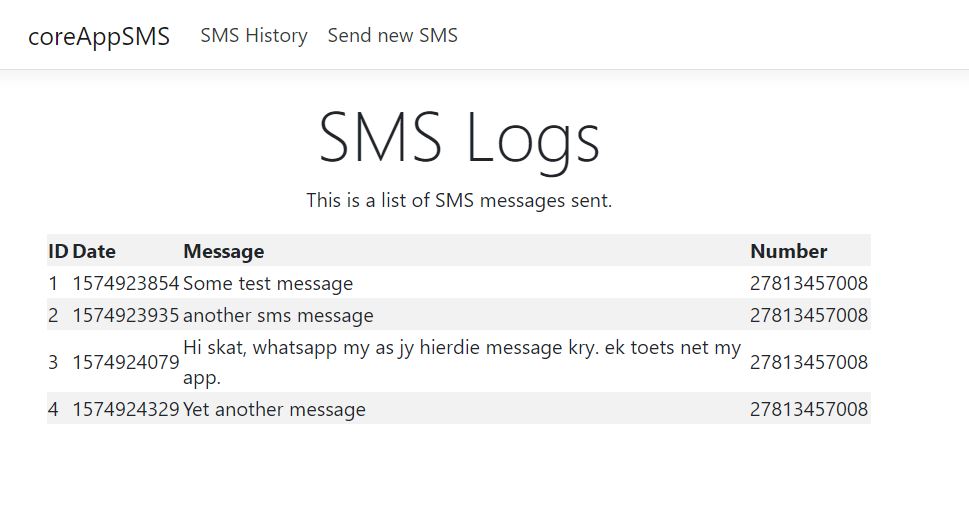 coreAppSMS SMS History Send new SMS
SMS Logs
This is a list of SMS messages sent.
ID Date Message Number
1 1574923854 Some test message 27813457008
2 1574923935 another sms message 27813457008
3 1574924079 Hi skat, whatsapp my as jy hierdie message kry. ek toets net my 27813457008
app.
4 1574924329 Yet another message 27813457008